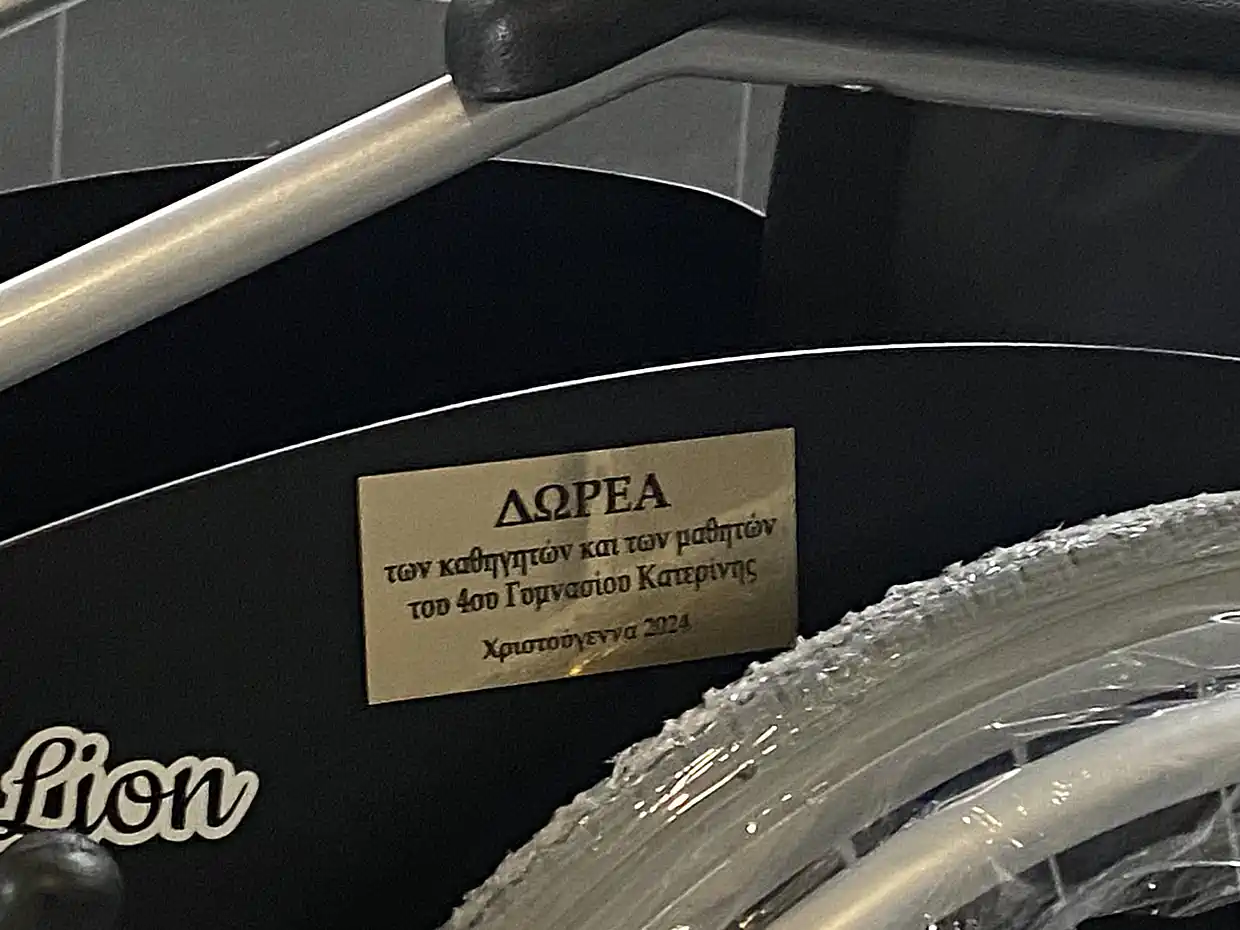 ΔΩΡΕΑ
των καθηγητών και των μαθητών
του 4ου Γυμνασίου Κατερίνης
Χριστούγεννα 2024
Lion